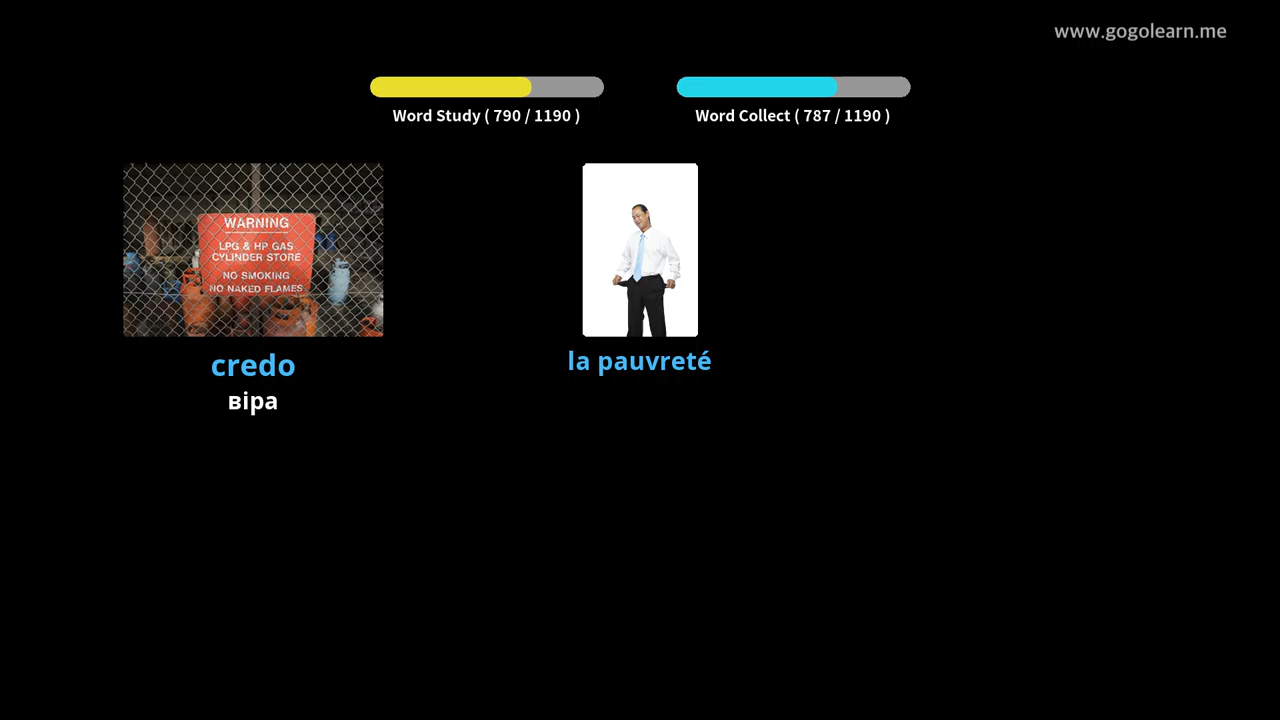 www.gogolearn.me
Word Study ( 790 / 1190 )
Word Collect ( 787 / 1190 )
WARNING
LPG & HP GAS
CYLINDER STORE
NO SMOKING
NO NAKED FLAMES
credo
віра
la pauvreté